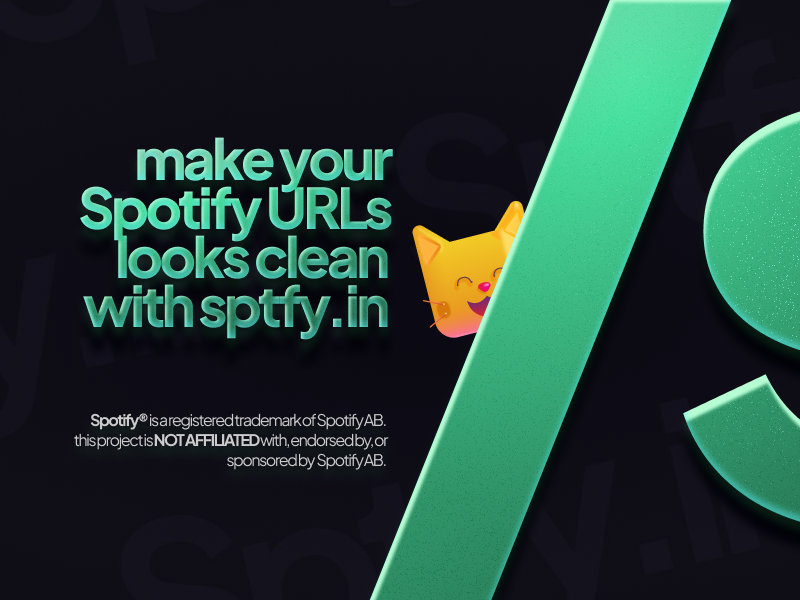 make your
Spotify URLs
looks clean
with sptfy.in
Spotify® is a registered trademark of Spotify AB.
this project is NOT AFFILIATED with, endorsed by, or
sponsored by Spotify AB.
/S